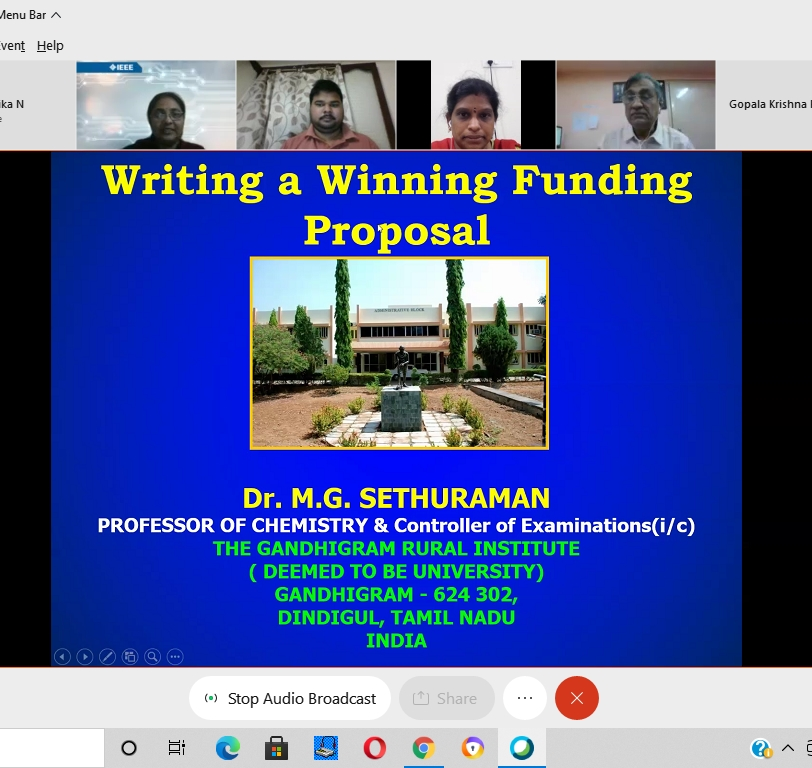 Menu Bar
Event Help
IEEE
ka N
Gopala Krishna
Writing a Winning Funding
Proposal
ADMINISTRATIVE BLOCK
Dr. M.G. SETHURAMAN
PROFESSOR OF CHEMISTRY & Controller of Examinations(i/c)
THE GANDHIGRAM RURAL INSTITUTE
( DEEMED TO BE UNIVERSITY)
GANDHIGRAM - 624 302,
DINDIGUL, TAMIL NADU
INDIA
Stop Audio Broadcast
Share